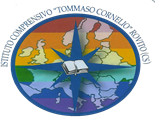 ISTITUTO COMPRENSIVO "TOMMASO CORNELIO" ROVITO (CS)